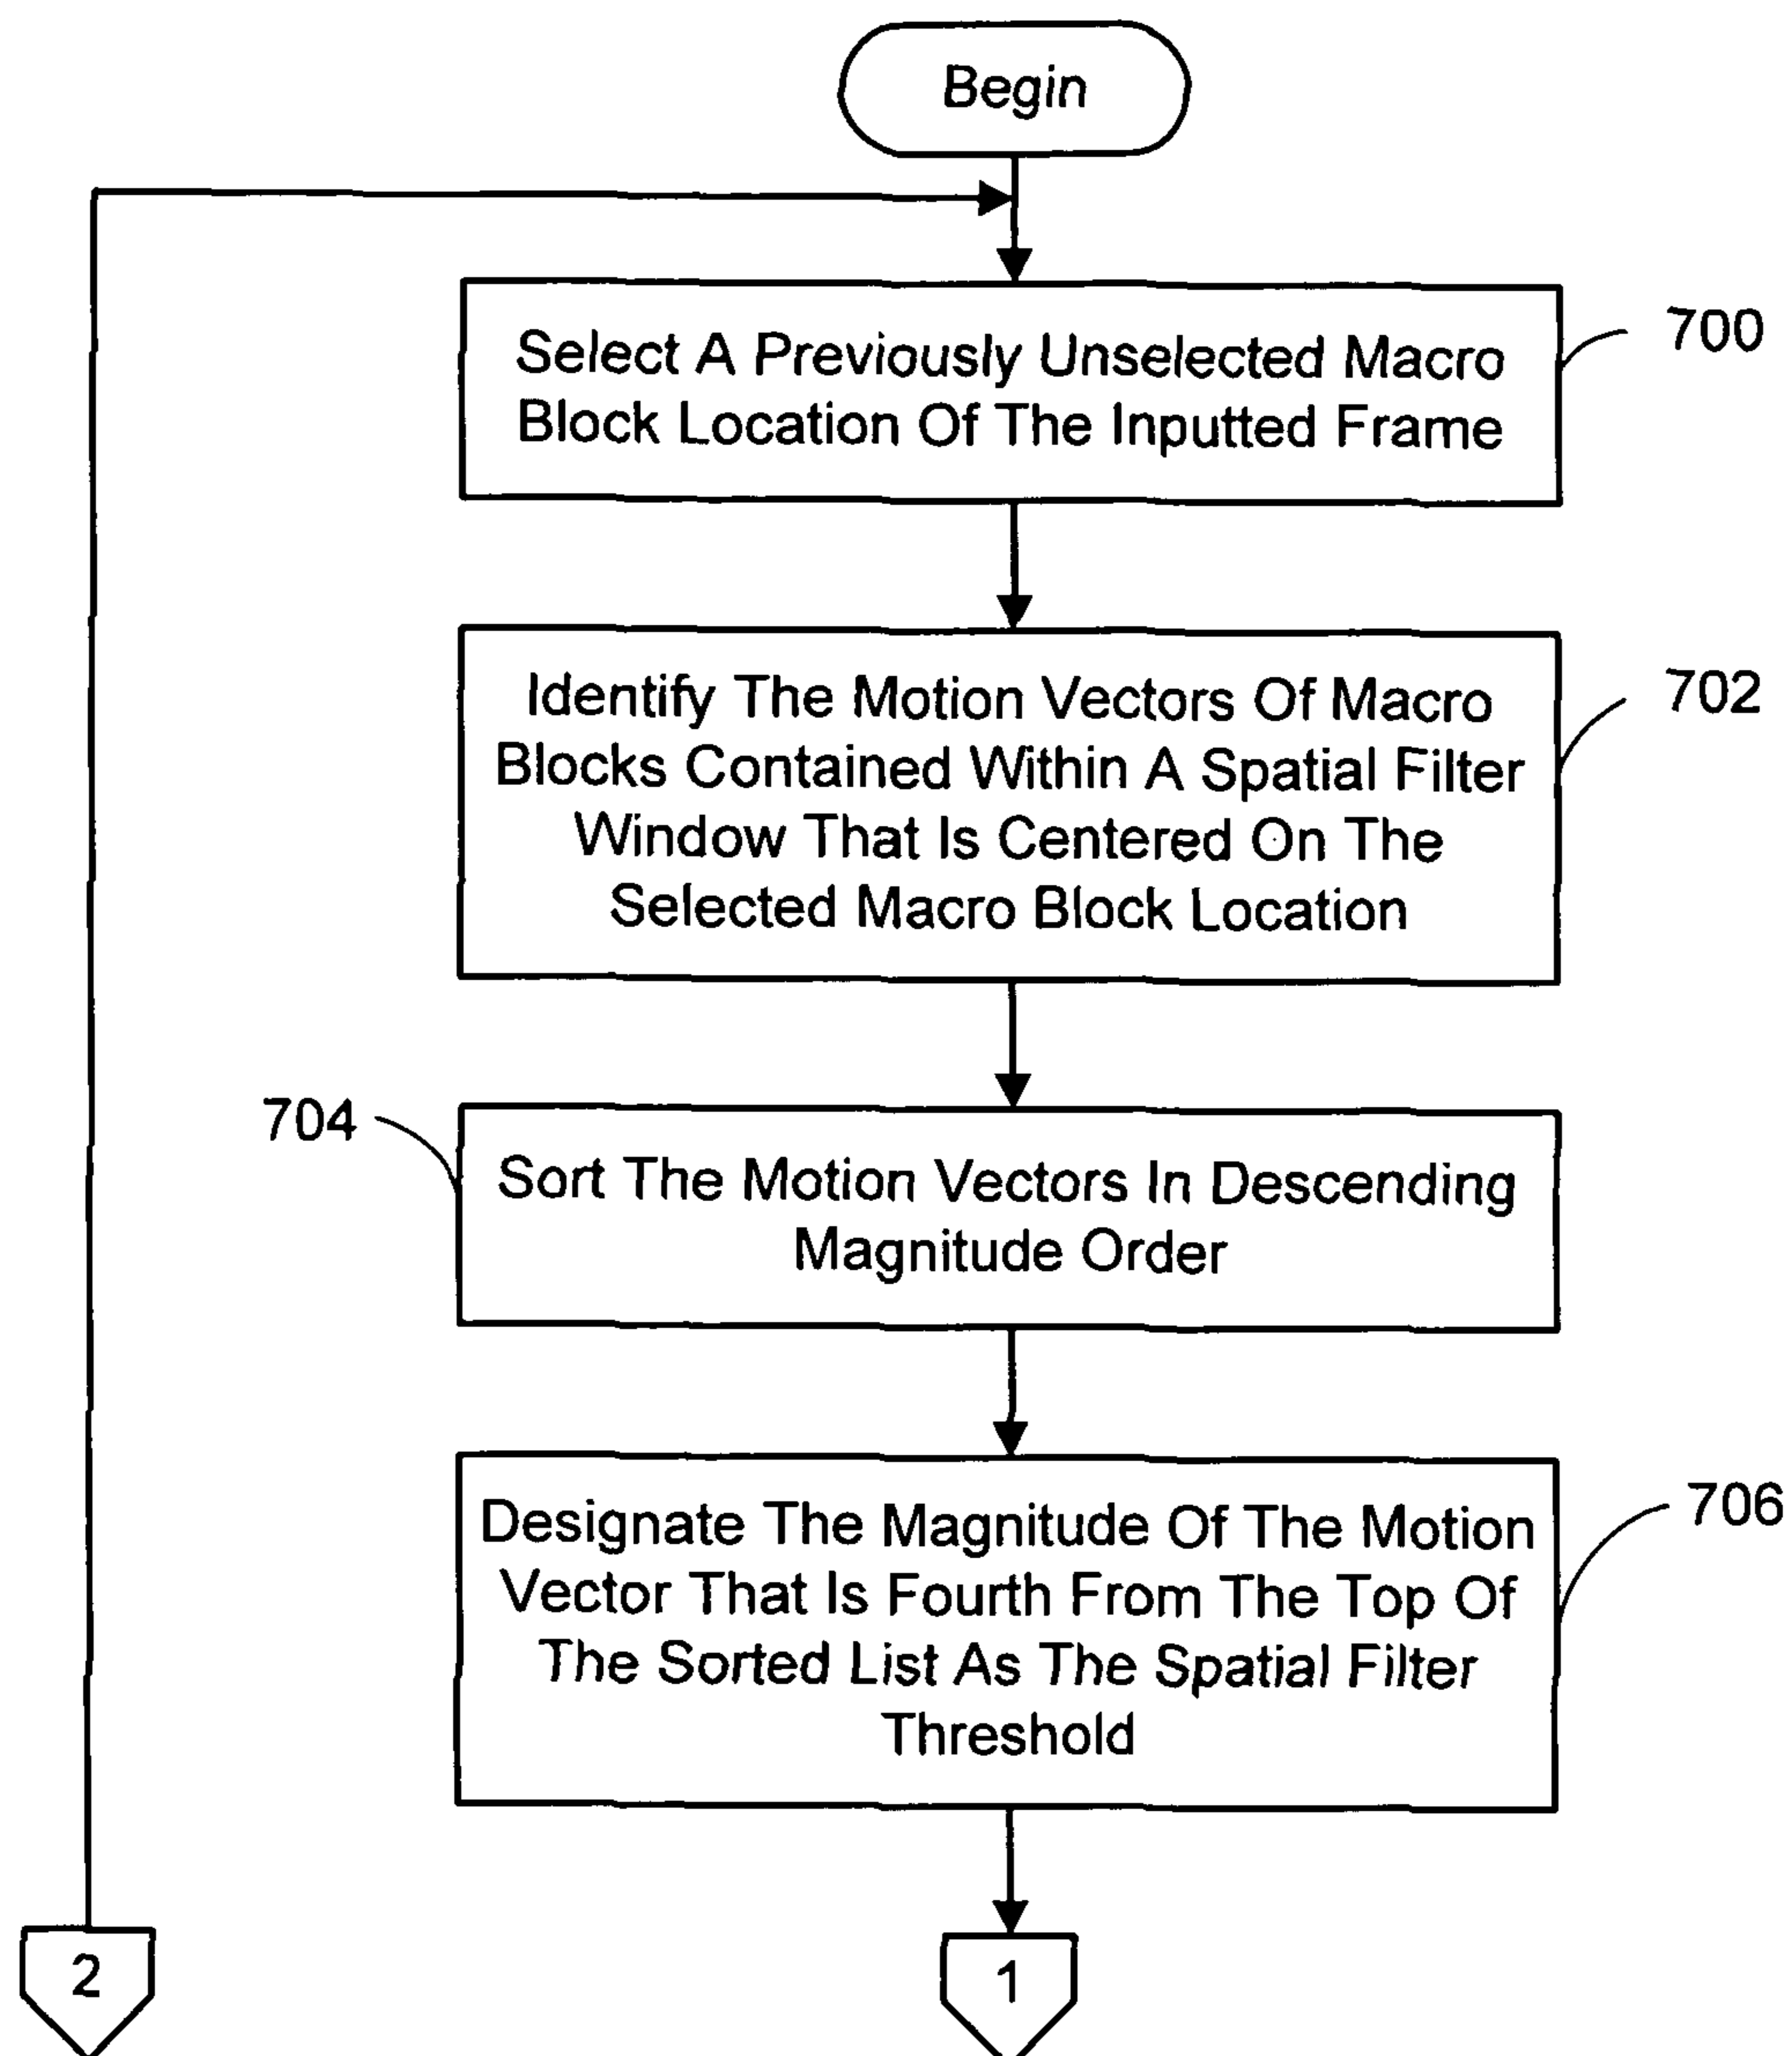 Begin
Select A Previously Unselected Macro
Block Location Of The Inputted Frame
700
Identify The Motion Vectors Of Macro
Blocks Contained Within A Spatial Filter
Window That Is Centered On The
Selected Macro Block Location
702
704
Sort The Motion Vectors In Descending
Magnitude Order
Designate The Magnitude Of The Motion
Vector That Is Fourth From The Top Of
The Sorted List As The Spatial Filter
Threshold
706
2
1